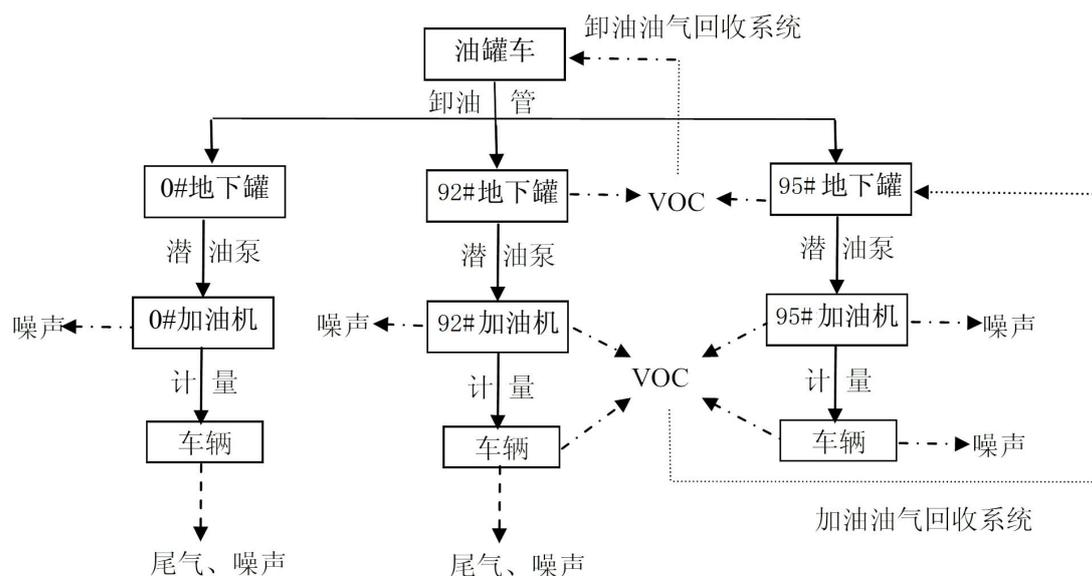 卸油油气回收系统
油罐车
卸油 管
0#地下罐
92#地下罐
VOC
95#地下罐
潜 油泵
潜 油泵
潜 油泵
噪声
0#加油机
噪声
92#加油机
95#加油机
噪声
VOC
计 量
计 量
计 量
车辆
车辆
车辆
噪声
加油油气回收系统
尾气、噪声
尾气、噪声